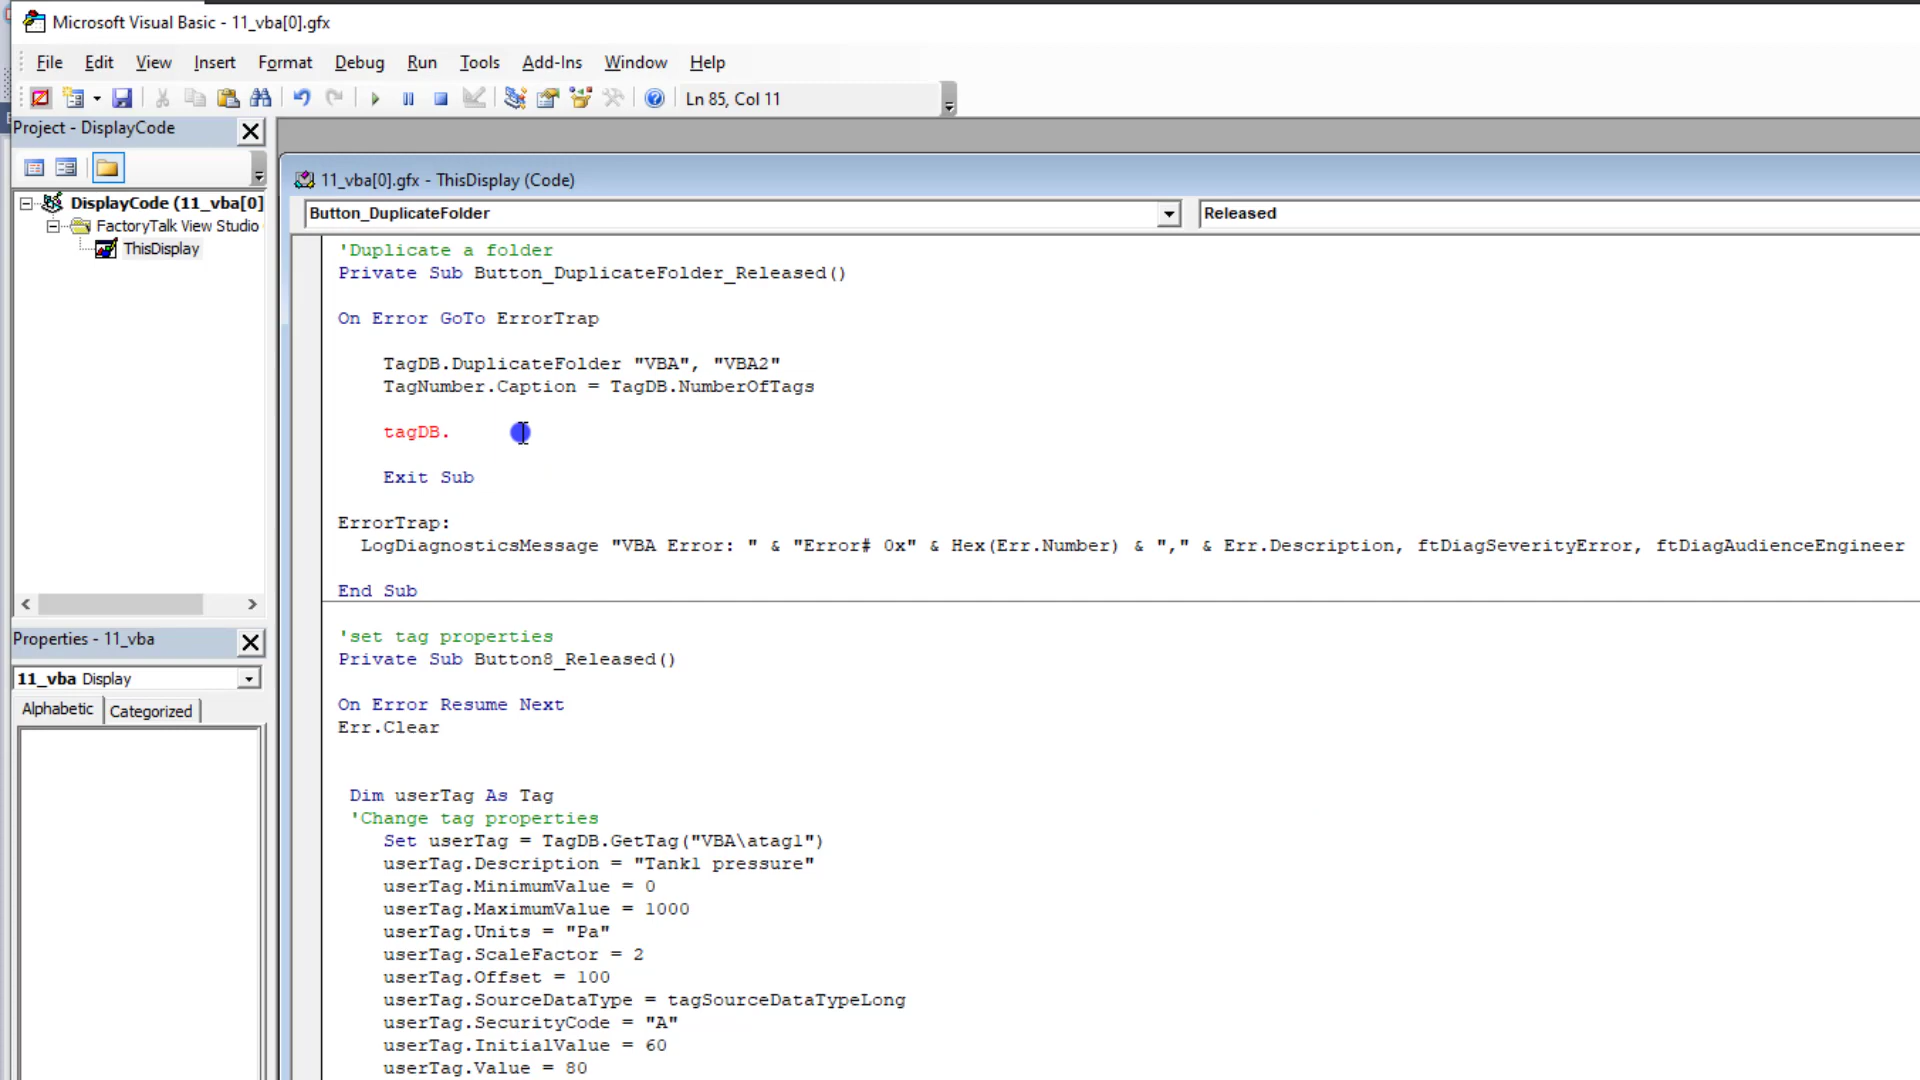 Microsoft Visual Basic - 11_vba[0].gfx
File Edit View Insert Format Debug Run Tools Add-Ins Window Help
Ln 85, Col 11
Project - DisplayCode
DisplayCode (11_vba[0]
FactoryTalk View Studio
ThisDisplay
Properties - 11_vba
11_vba Display
Alphabetic Categorized
11_vba[0].gfx - ThisDisplay (Code)
Button_DuplicateFolder Released
'Duplicate a folder
Private Sub Button_DuplicateFolder_Released()
On Error GoTo ErrorTrap
TagDB.DuplicateFolder "VBA", "VBA2"
TagNumber.Caption = TagDB.NumberOfTags
tagDB.
Exit Sub
ErrorTrap:
LogDiagnosticsMessage "VBA Error: " & "Error# 0x" & Hex(Err.Number) & "," & Err.Description, ftDiagSeverityError, ftDiagAudienceEngineer
End Sub
'set tag properties
Private Sub Button8_Released()
On Error Resume Next
Err.Clear
Dim userTag As Tag
'Change tag properties
Set userTag = TagDB.GetTag("VBA\atag1")
userTag.Description = "Tank1 pressure"
userTag.MinimumValue = 0
userTag.MaximumValue = 1000
userTag.Units = "Pa"
userTag.ScaleFactor = 2
userTag.Offset = 100
userTag.SourceDataType = tagSourceDataTypeLong
userTag.SecurityCode = "A"
userTag.InitialValue = 60
userTag.Value = 80